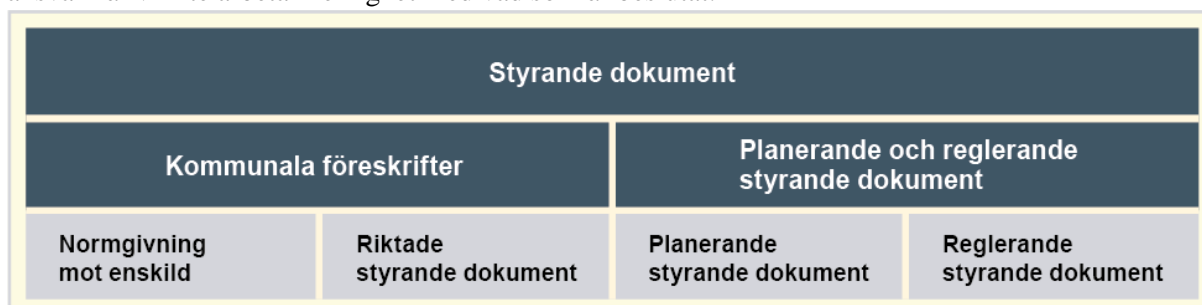 Styrande dokument
Kommunala föreskrifter
Planerande och reglerande
styrande dokument
Normgivning
mot enskild
Riktade
styrande dokument
Planerande
styrande dokument
Reglerande
styrande dokument